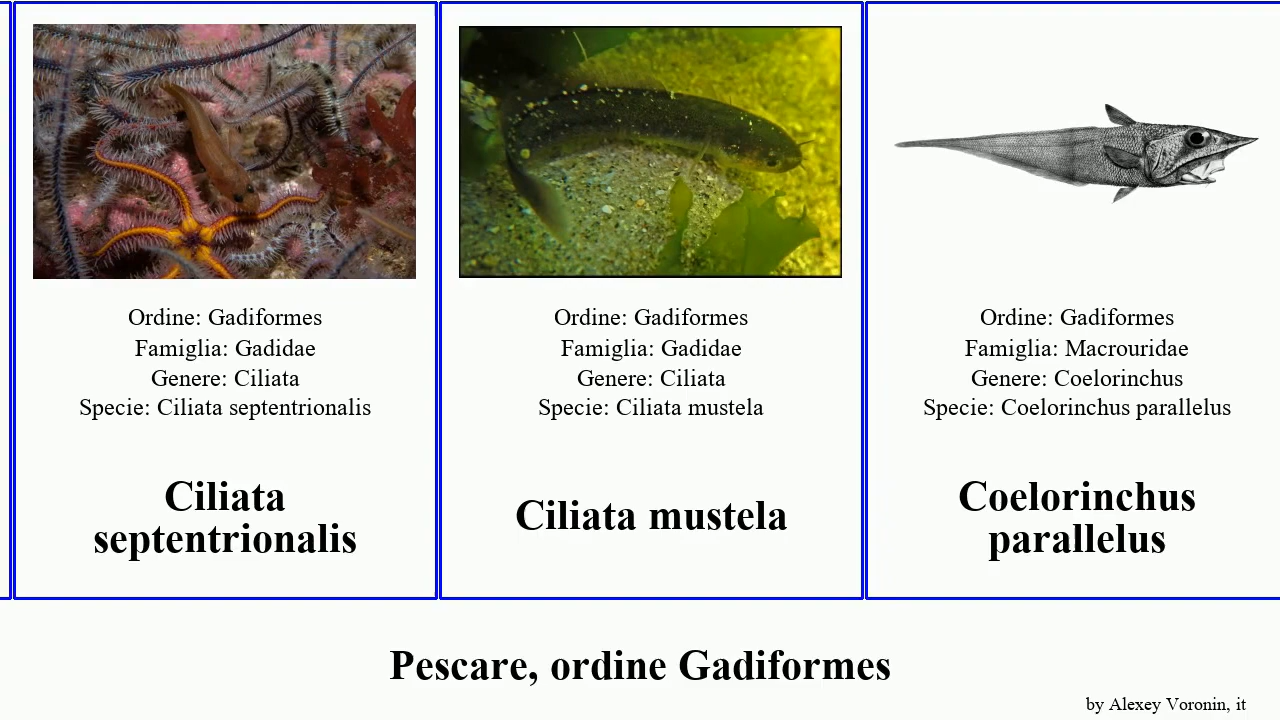 Ordine: Gadiformes
Famiglia: Gadidae
Genere: Ciliata
Specie: Ciliata septentrionalis
Ciliata
septentrionalis
Ordine: Gadiformes
Famiglia: Gadidae
Genere: Ciliata
Specie: Ciliata mustela
Ciliata mustela
Ordine: Gadiformes
Famiglia: Macrouridae
Genere: Coelorinchus
Specie: Coelorinchus parallelus
Coelorinchus
parallelus
Pescare, ordine Gadiformes
by Alexey Voronin, it